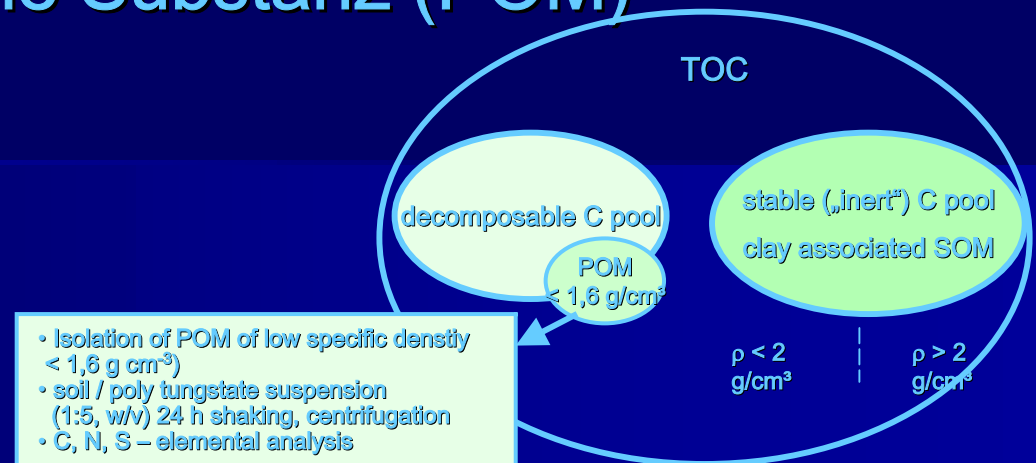 Substanz (POM)
TOC
decomposable C pool
POM
< 1,6 g/cm³
stable („inert“) C pool
clay associated SOM
ρ < 2
g/cm³
ρ > 2
g/cm³
• Isolation of POM of low specific denstiy
< 1,6 g cm⁻³)
• soil / poly tungstate suspension
(1:5, w/v) 24 h shaking, centrifugation
• C, N, S – elemental analysis